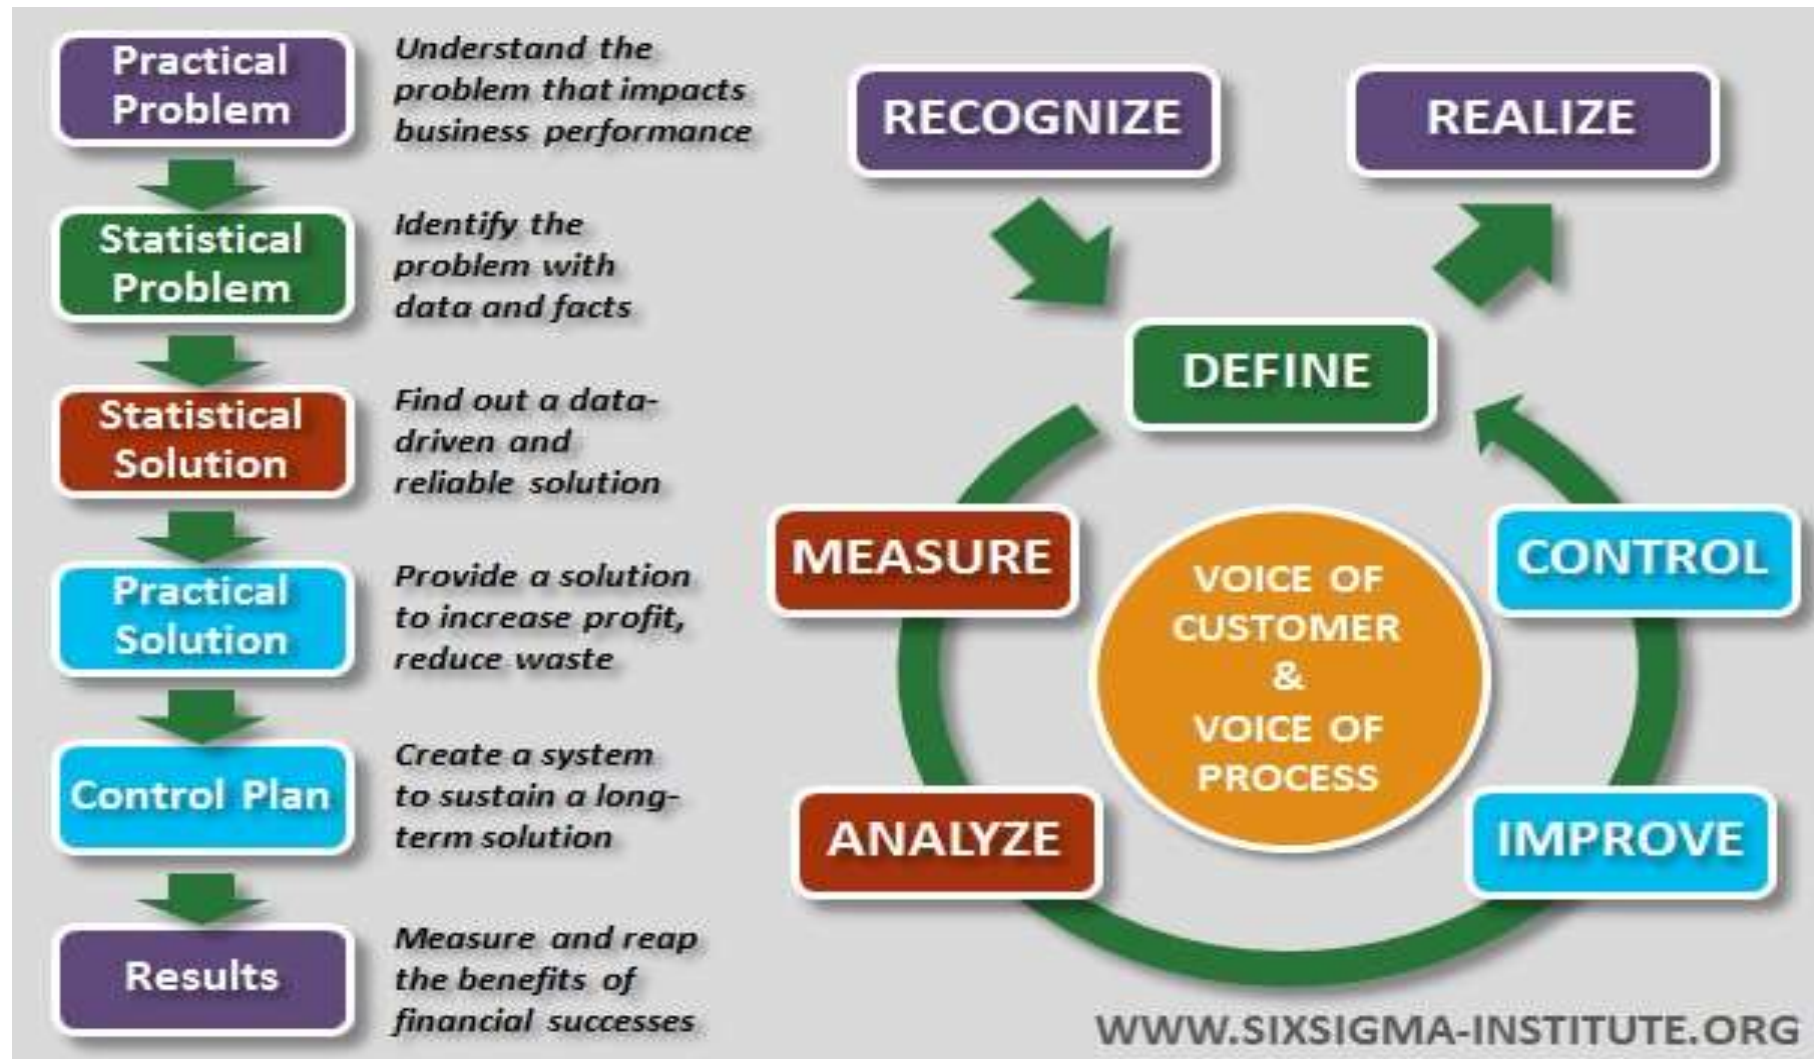 Practical
Problem
Understand the
problem that impacts
business performance
Statistical
Problem
Identify the
problem with
data and facts
Statistical
Solution
Find out a data-
driven and
reliable solution
Practical
Solution
Provide a solution
to increase profit,
reduce waste
Control Plan
Create a system
to sustain a long-
term solution
Results
Measure and reap
the benefits of
financial successes
RECOGNIZE
REALIZE
DEFINE
MEASURE
CONTROL
VOICE OF
CUSTOMER
&
VOICE OF
PROCESS
ANALYZE
IMPROVE
WWW.SIXSIGMA-INSTITUTE.ORG